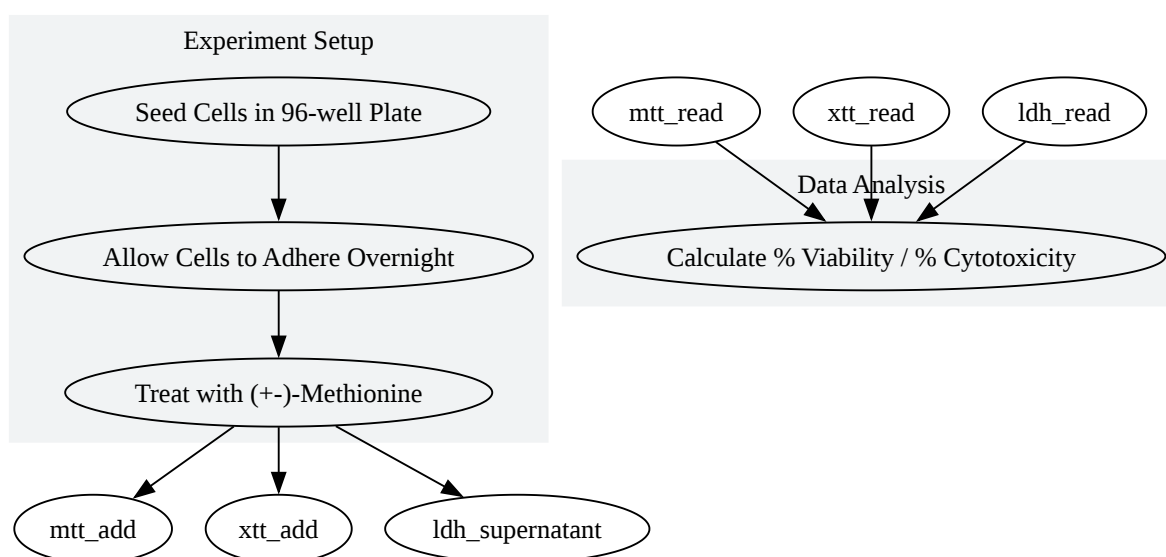 Experiment Setup
Seed Cells in 96-well Plate
Allow Cells to Adhere Overnight
Treat with (+-)-Methionine
mtt_add
xtt_add
ldh_supernatant
mtt_read
xtt_read
ldh_read
Data Analysis
Calculate % Viability / % Cytotoxicity